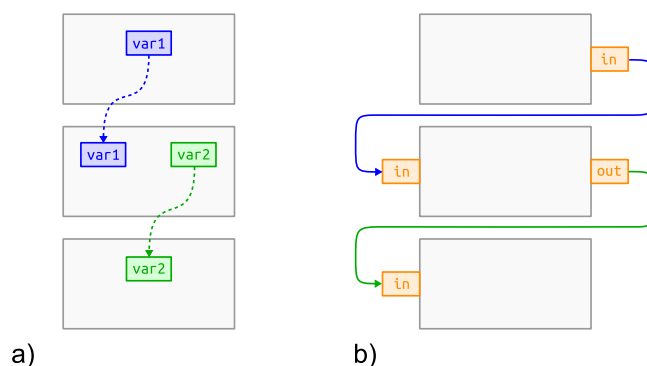 var1
var1 var2
var2
a)
in
in out
in
b)